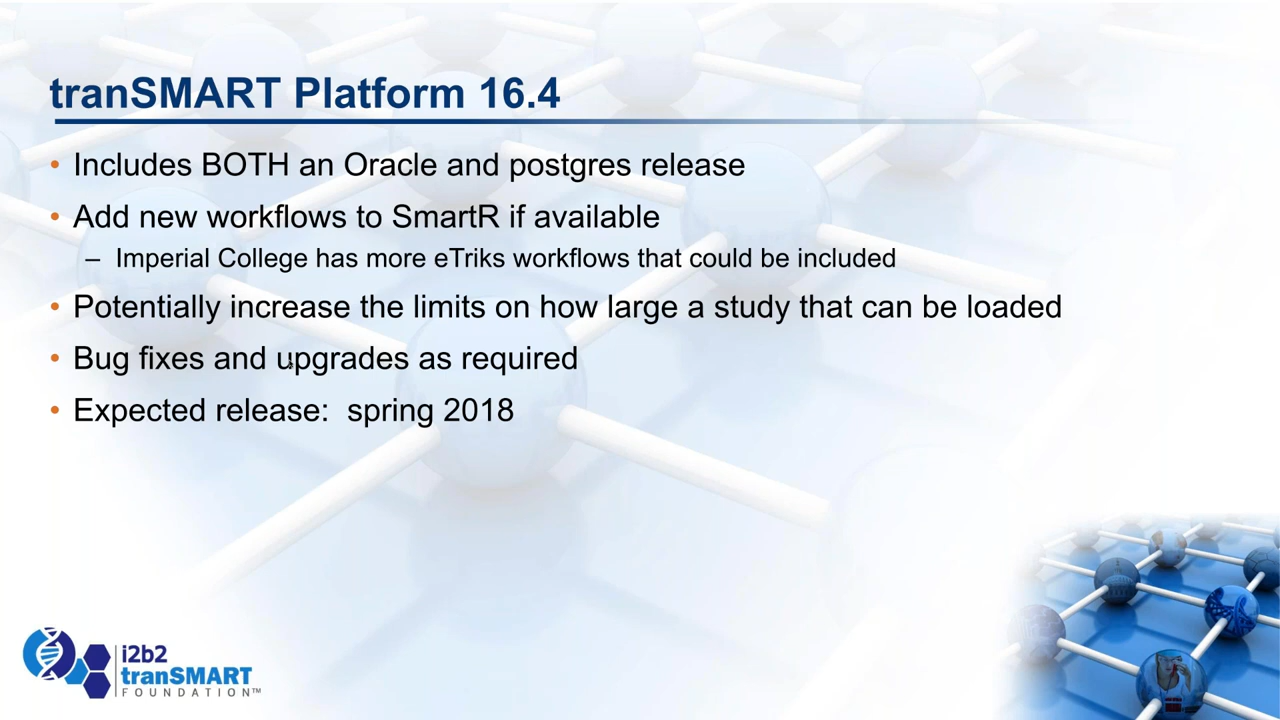 tranSMART Platform 16.4
• Includes BOTH an Oracle and postgres release
• Add new workflows to SmartR if available
– Imperial College has more eTriks workflows that could be included
• Potentially increase the limits on how large a study that can be loaded
• Bug fixes and upgrades as required
• Expected release:  spring 2018
i2b2
tranSMART
FOUNDATION™